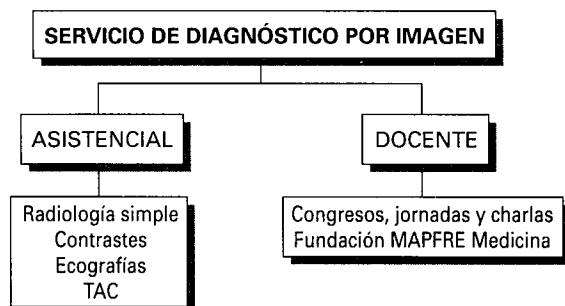 SERVICIO DE DIAGNÓSTICO POR IMAGEN
ASISTENCIAL
DOCENTE
Radiología simple
Contrastes
Ecografías
TAC
Congresos, jornadas y charlas
Fundación MAPFRE Medicina